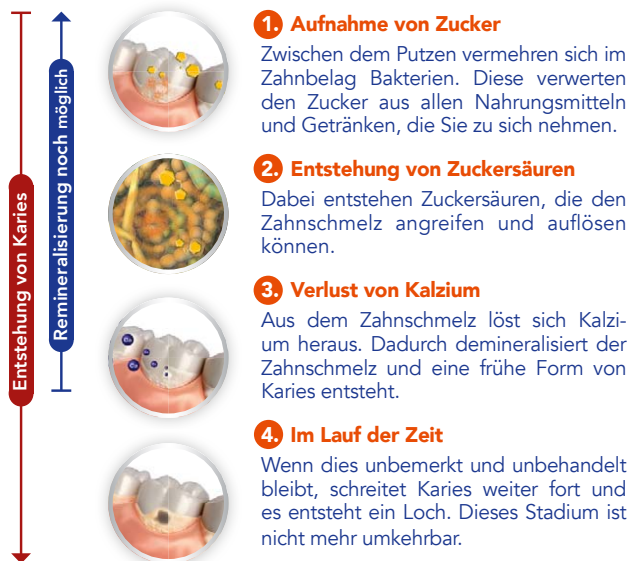 Entstehung von Karies
Remineralisierung noch möglich
1. Aufnahme von Zucker
Zwischen dem Putzen vermehren sich im
Zahnbelag Bakterien. Diese verwerten
den Zucker aus allen Nahrungsmitteln
und Getränken, die Sie zu sich nehmen.
2. Entstehung von Zuckersäuren
Dabei entstehen Zuckersäuren, die den
Zahnschmelz angreifen und auflösen
können.
3. Verlust von Kalzium
Aus dem Zahnschmelz löst sich Kalzi-
um heraus. Dadurch demineralisiert der
Zahnschmelz und eine frühe Form von
Karies entsteht.
4. Im Lauf der Zeit
Wenn dies unbemerkt und unbehandelt
bleibt, schreitet Karies weiter fort und
es entsteht ein Loch. Dieses Stadium ist
nicht mehr umkehrbar.